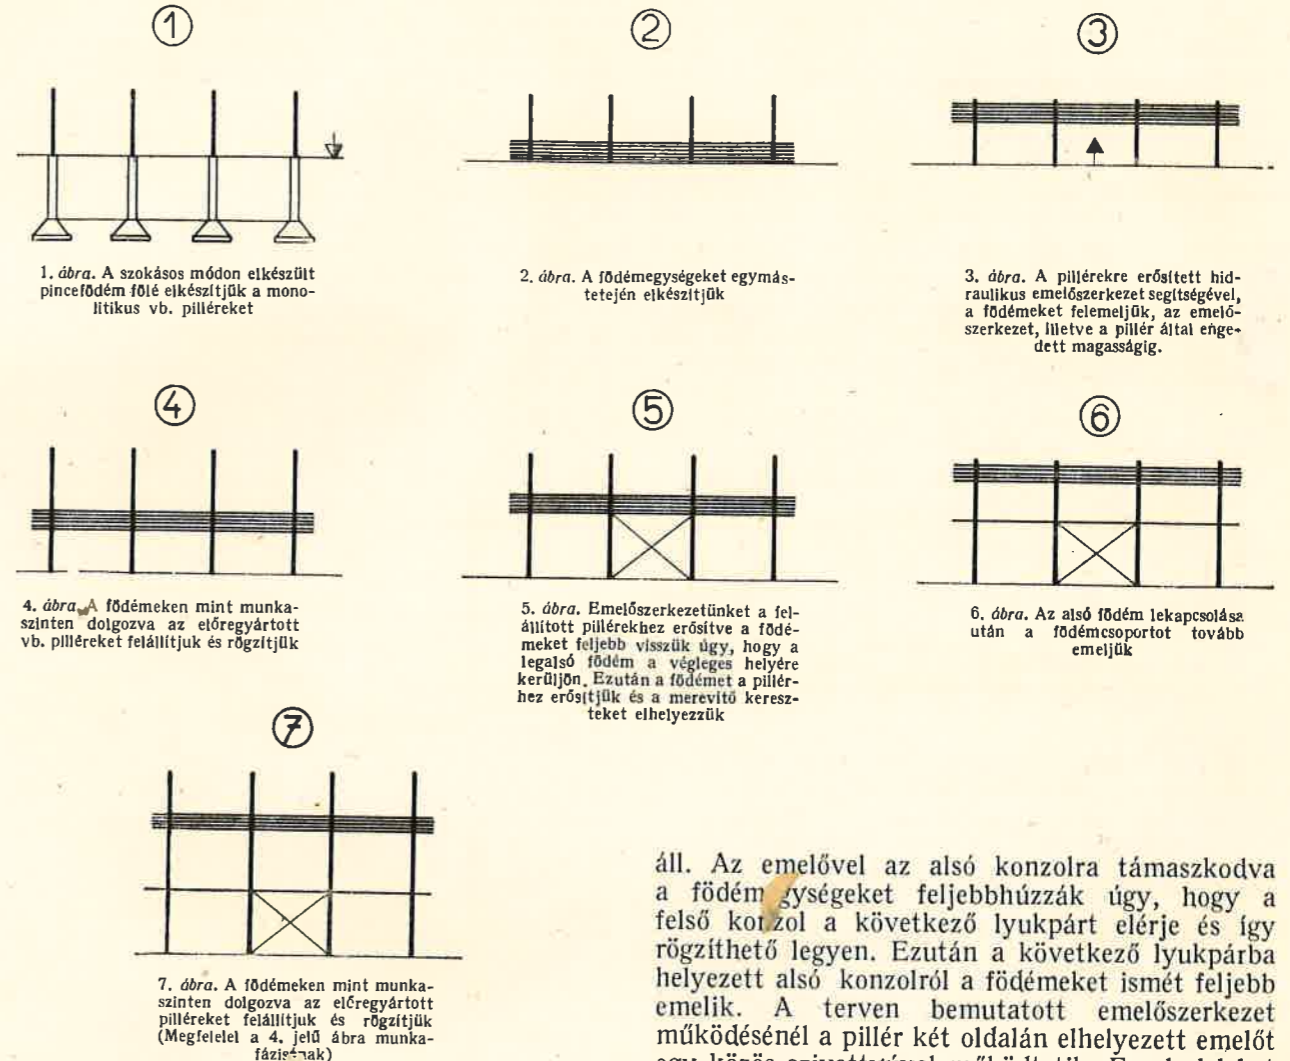 1
2
3
1. ábra. A szokásos módon elkészült
pincefödém fölé elkészítjük a mono-
litikus vb. pilléreket
2. ábra. A födémegységeket egymás-
tetején elkészítjük
3. ábra. A pillérekre erősített hid-
raulikus emelőszerkezet segítségével,
a födémeket felemeljük, az emelő-
szerkezet, illetve a pillér által enge-
dett magasságig.
4
5
6
4. ábra. A födémeken mint munka-
szinten dolgozva az előregyártott
vb. pilléreket felállítjuk és rögzítjük
5. ábra. Emelőszerkezetünket a fel-
állított pillérekhez erősítve a födé-
meket feljebb visszük úgy, hogy a
legalsó födém a végleges helyére
kerüljön. Ezután a födémet a pillér-
hez erősítjük és a merevítő keresz-
teket elhelyezzük
6. ábra. Az alsó födém lekapcsolása
után a födémcsoportot tovább
emeljük
7
7. ábra. A födémeken mint munka-
szinten dolgozva az előregyártott
pilléreket felállítjuk és rögzítjük
(Megfelelel a 4. jelű ábra munka-
áll. Az emelővel az alsó konzolra támaszkodva
a födém gységeket feljebbhúzzák úgy, hogy a
felső konzol a következő lyukpárt elérje és így
rögzíthető legyen. Ezután a következő lyukpárba
helyezett alsó konzolról a födémeket ismét feljebb
emelik. A terven bemutatott emelőszerkezet
működésénél a pillér két oldalán elhelyezett emelőt